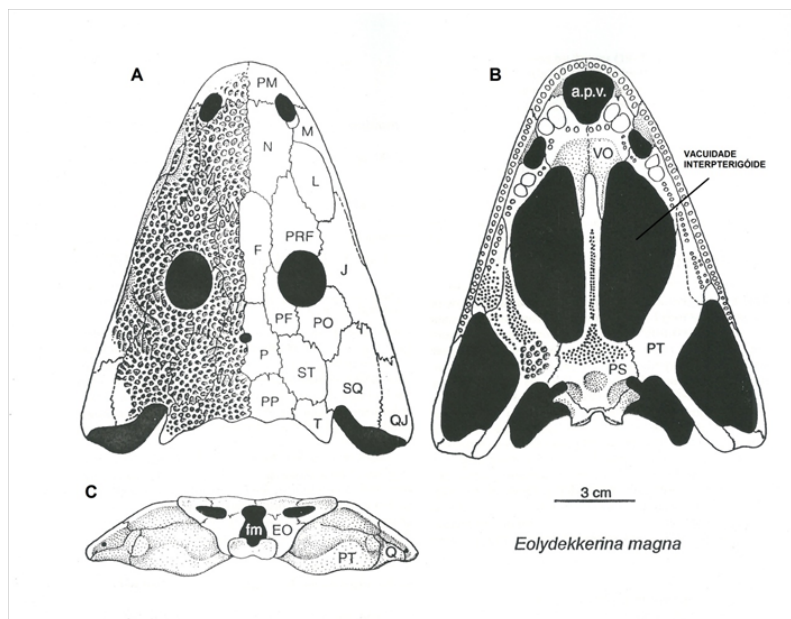 A
PM
M
N
L
PRF
F
J
PF
PO
P
ST
SQ
PP
T
QJ
B
a.p.v.
VO
VACUIDADE
INTERPTERIGÓIDE
PT
PS
C
fm
EO
PT
Q
3 cm
Eolydekkerina magna